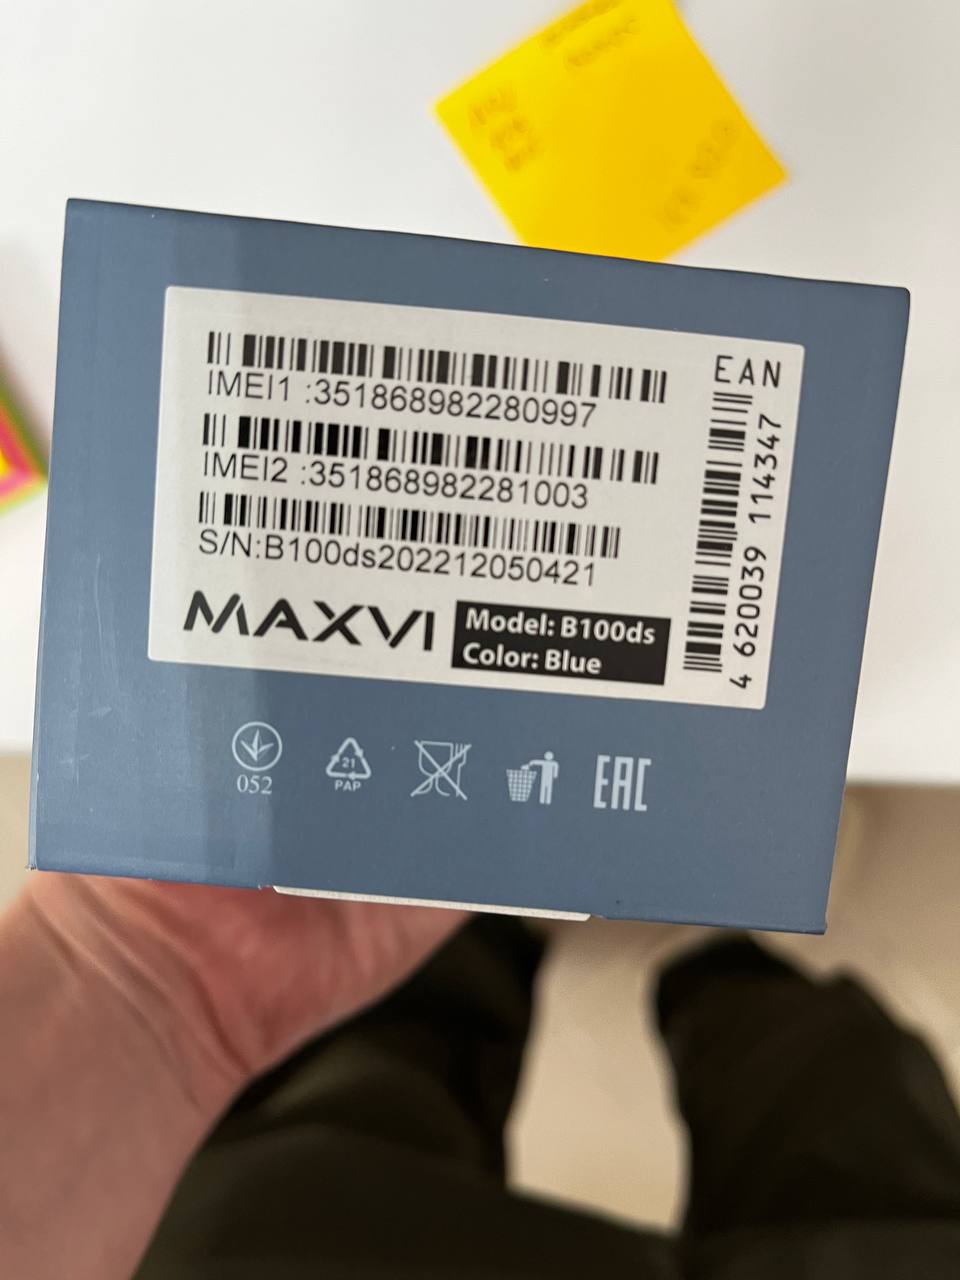 IMEI1 :351868982280997
IMEI2 :351868982281003
S/N:B100ds202212050421
MAXVI
Model: B100ds
Color: Blue
EAN
4 620039 114347
052
21
PAP
EAC